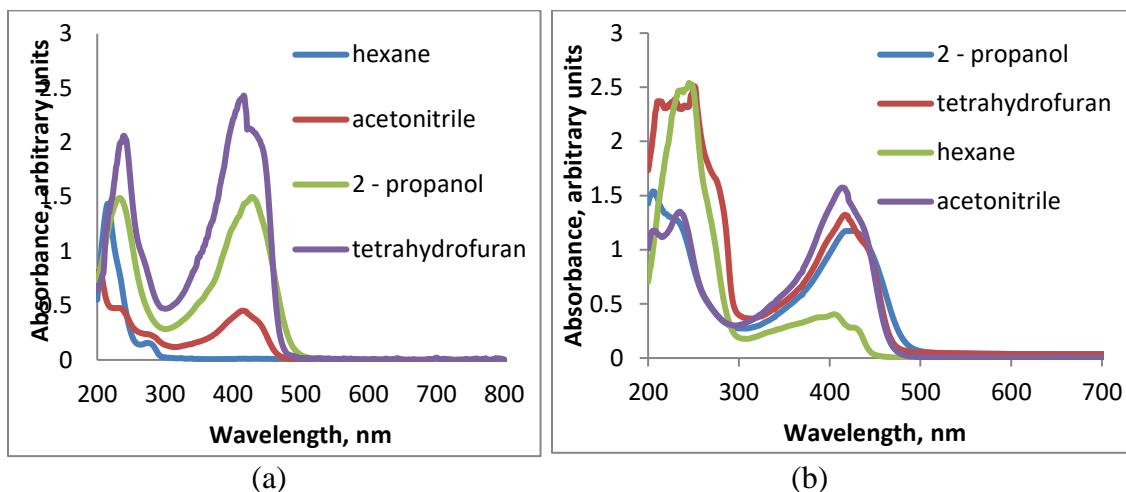 Absorbance, arbitrary units
3
2.5
2
1.5
1
0.5
0
hexane
acetonitrile
2 - propanol
tetrahydrofuran
200 300 400 500 600 700 800
Wavelength, nm
(a)
Absorbance, arbitrary units
3
2.5
2
1.5
1
0.5
0
2 - propanol
tetrahydrofuran
hexane
acetonitrile
200 300 400 500 600 700
Wavelength, nm
(b)